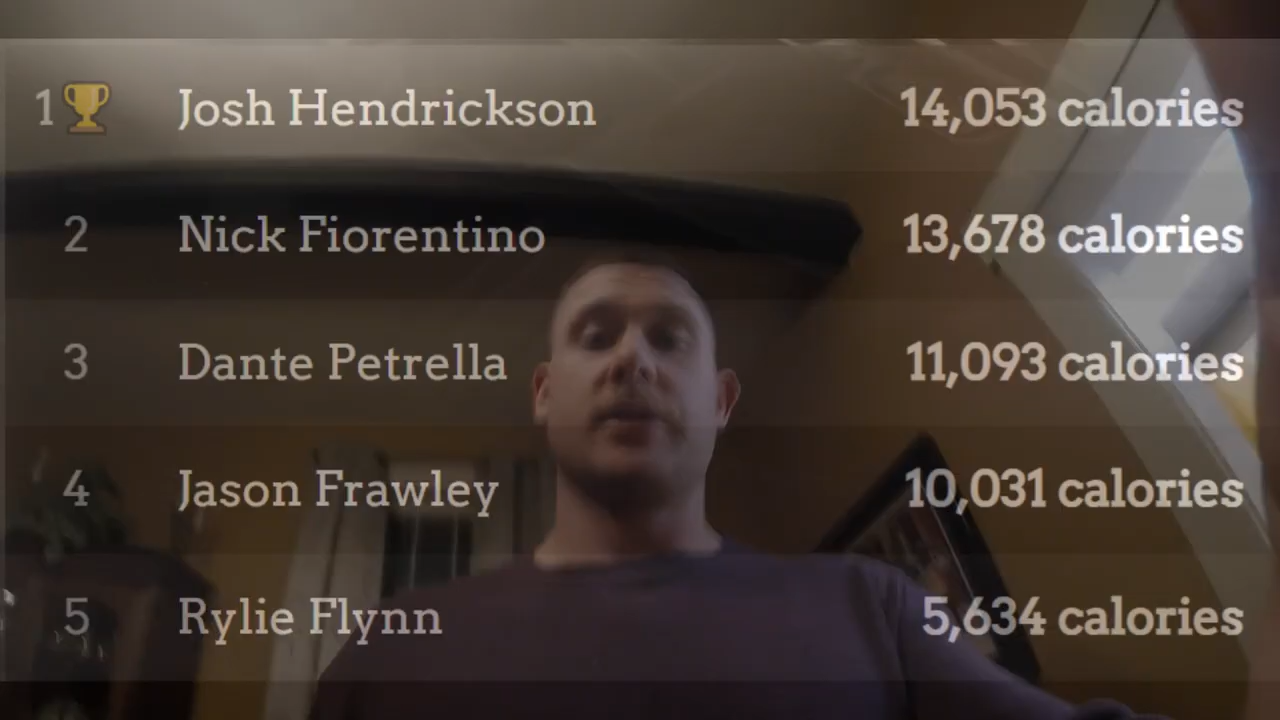 1 Josh Hendrickson 14,053 calories
2 Nick Fiorentino 13,678 calories
3 Dante Petrella 11,093 calories
4 Jason Frawley 10,031 calories
5 Rylie Flynn 5,634 calories